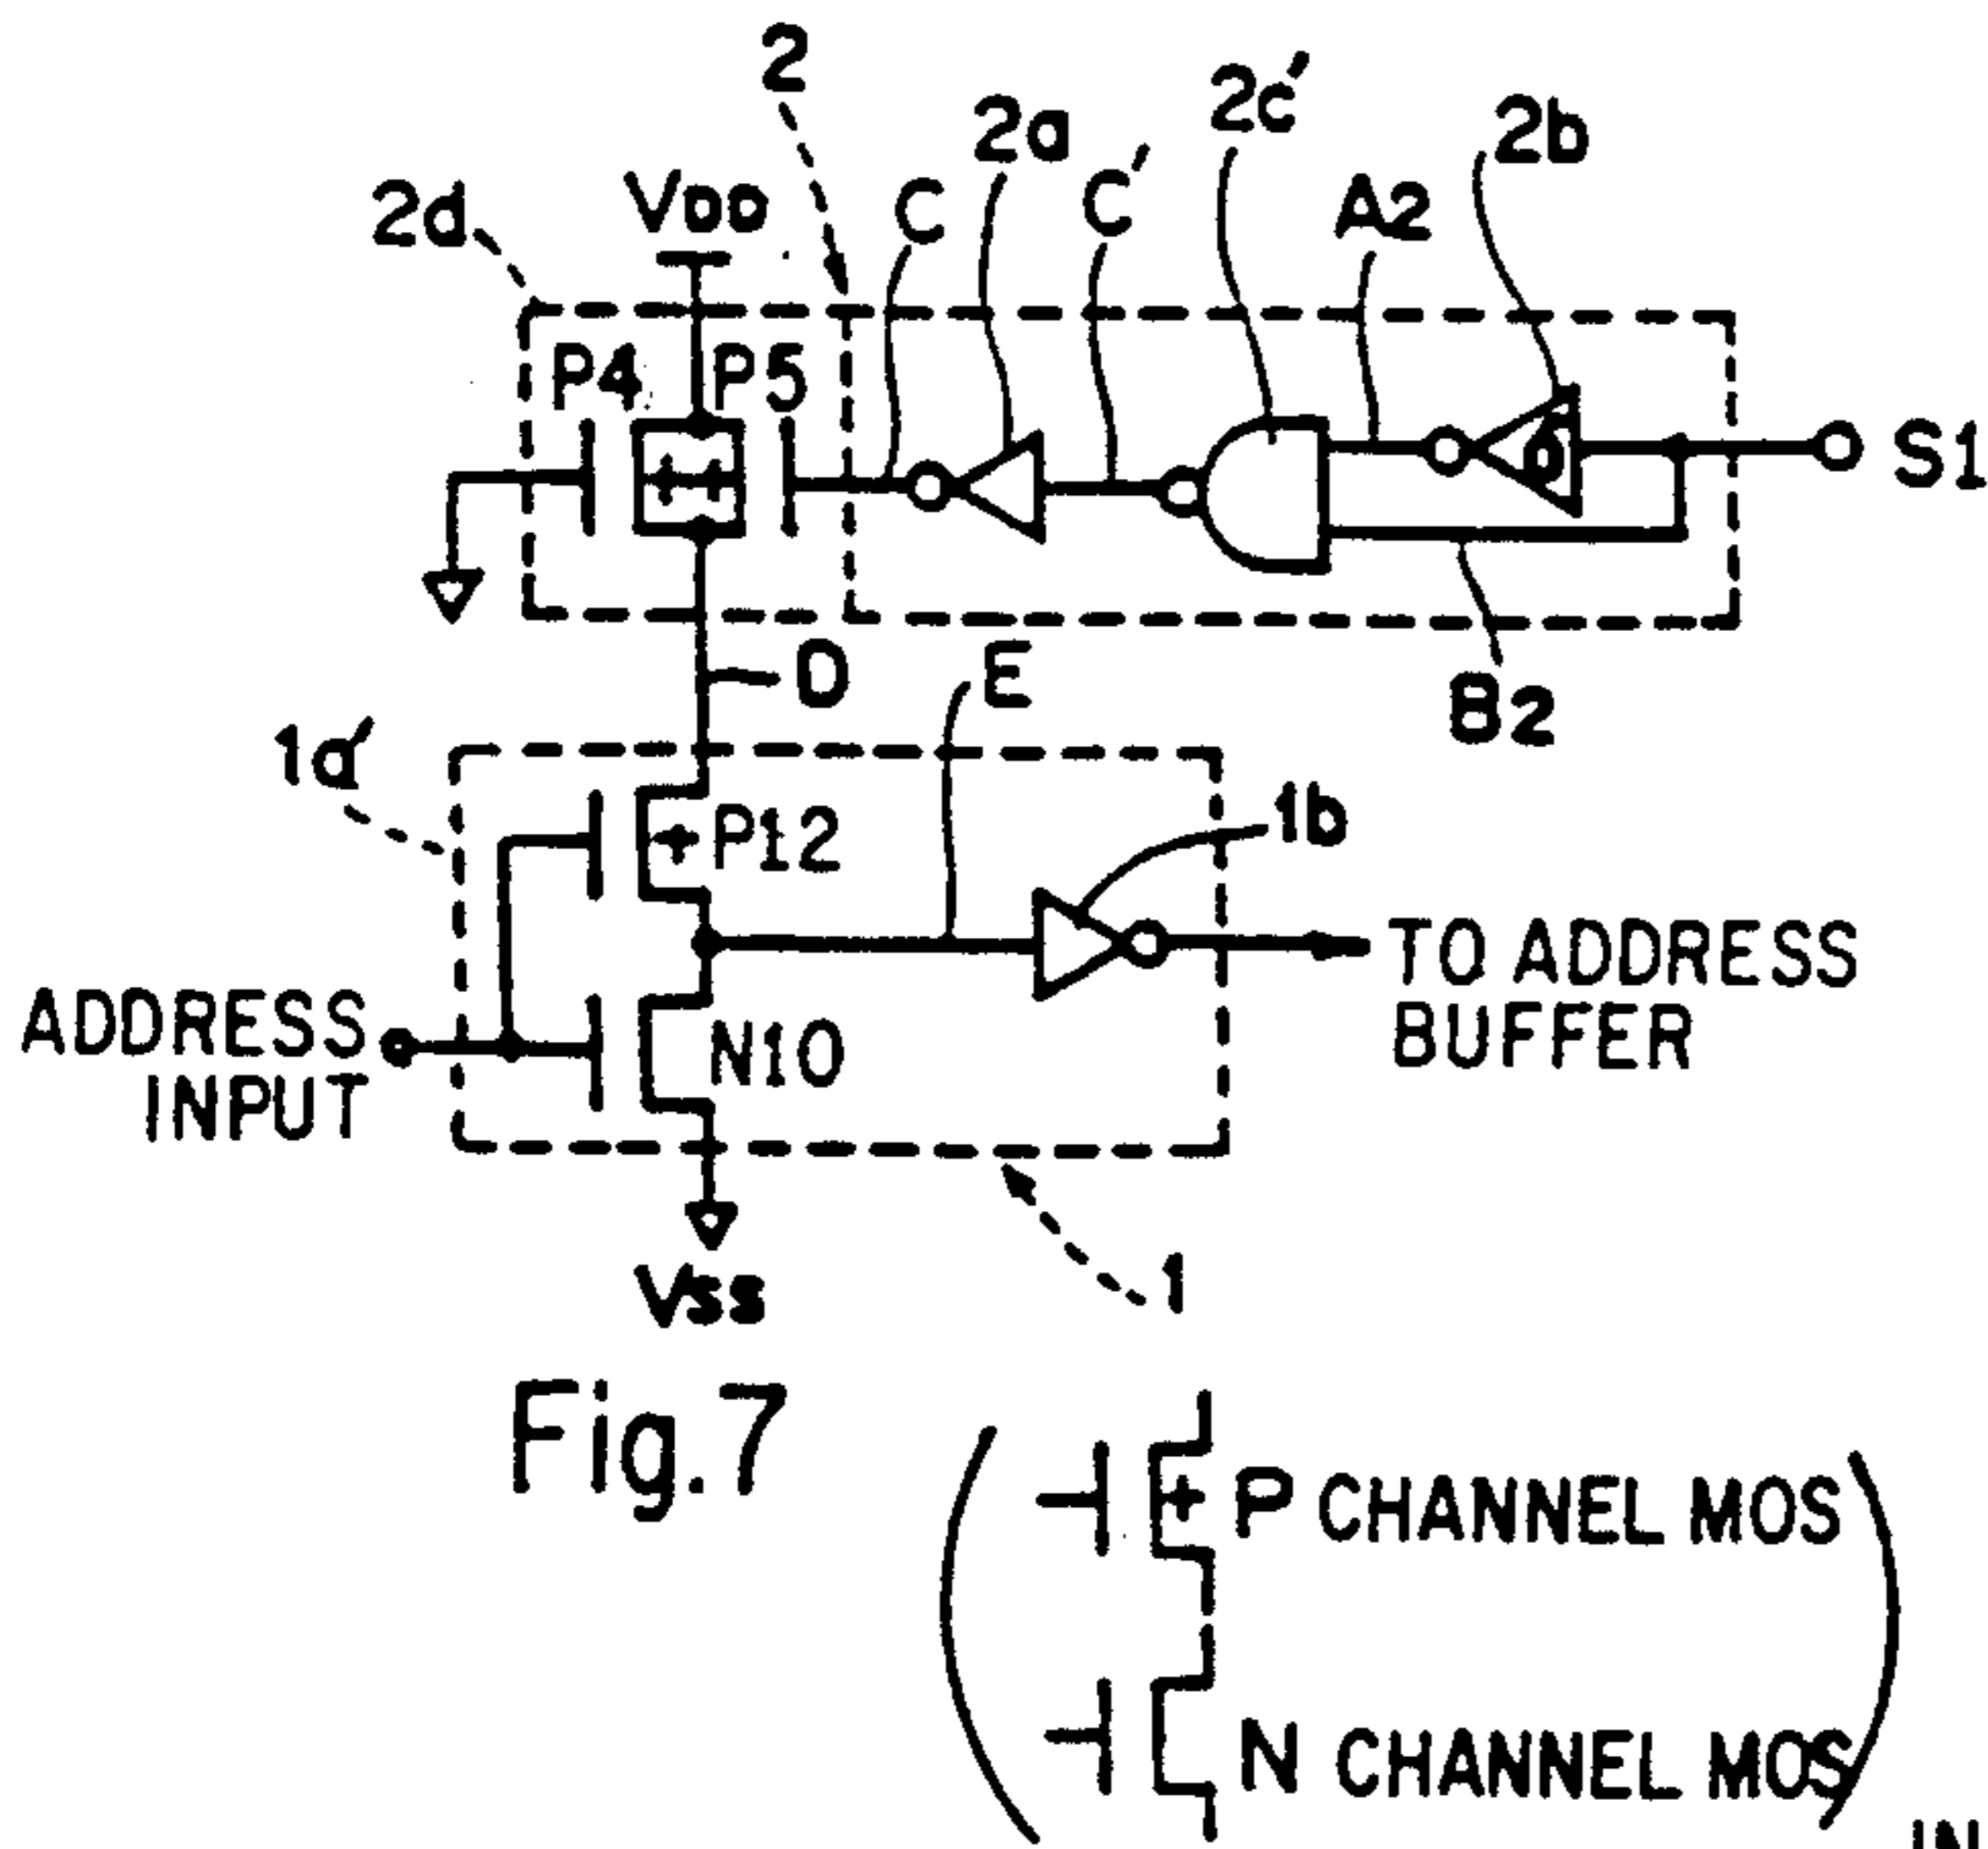 2
2a
2c'
2b
2d
VDD
C
C'
A2
P4
P5
D
S1
D
E
B2
1a'
P12
1b
TO ADDRESS
BUFFER
ADDRESS
INPUT
N10
VSS
1
Fig.7
P CHANNEL MOS
N CHANNEL MOS